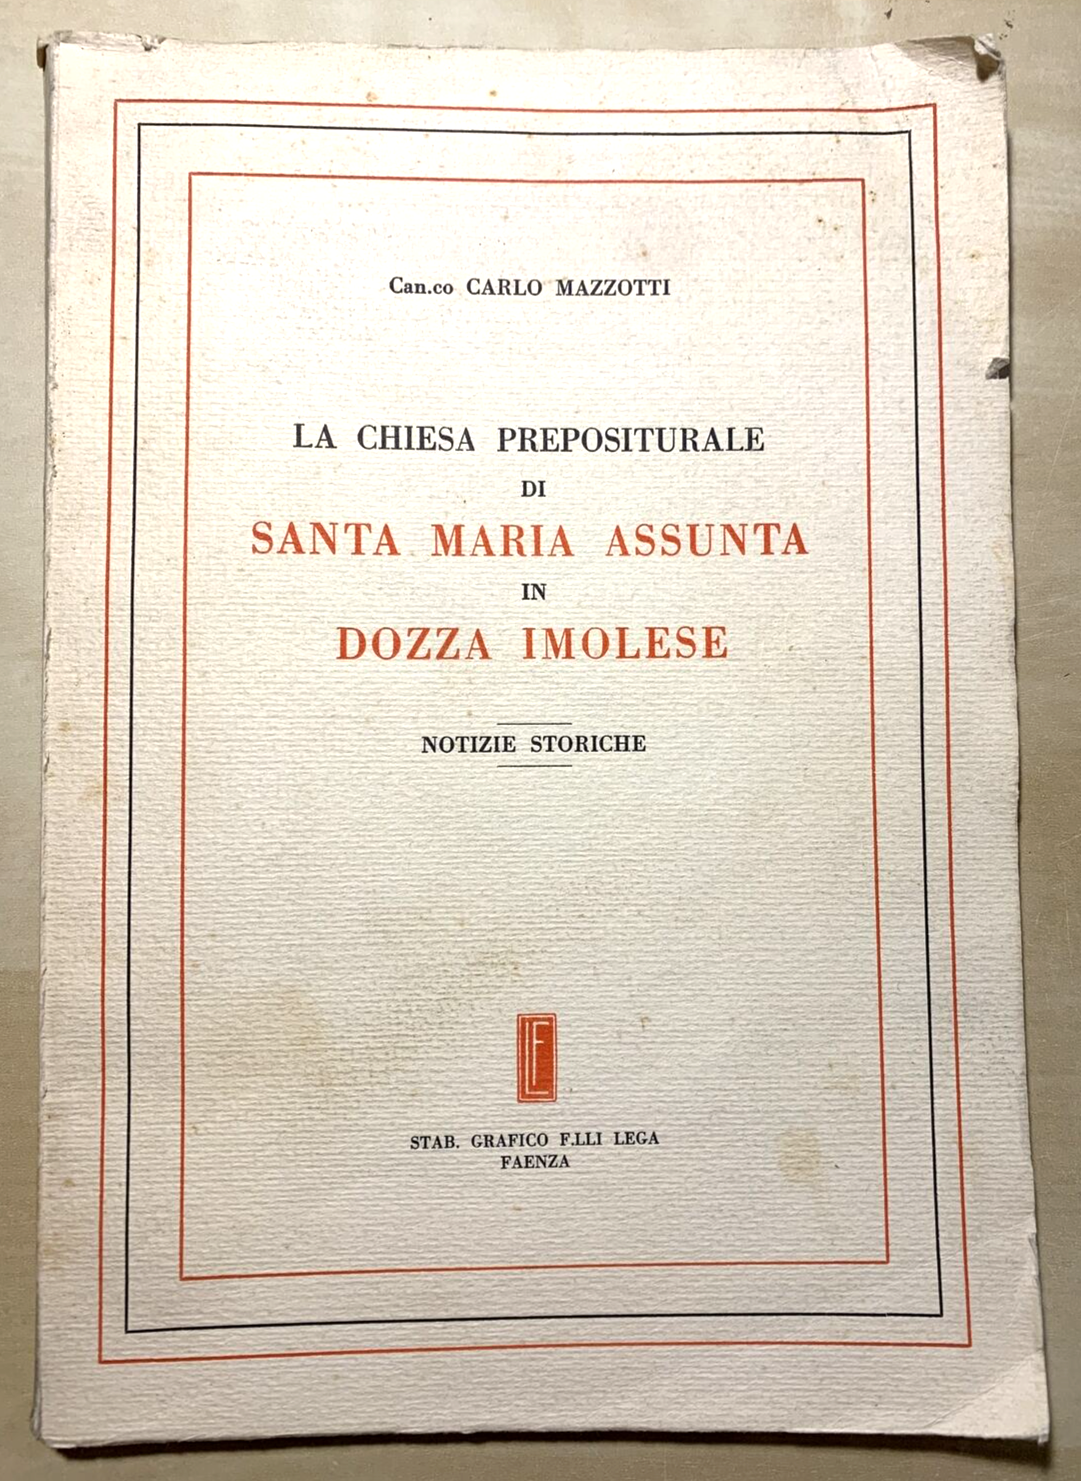 Can.co CARLO MAZZOTTI
LA CHIESA PREPOSITURALE
DI
SANTA MARIA ASSUNTA
IN
DOZZA IMOLESE
NOTIZIE STORICHE
LF
STAB. GRAFICO F.LLI LEGA
FAENZA